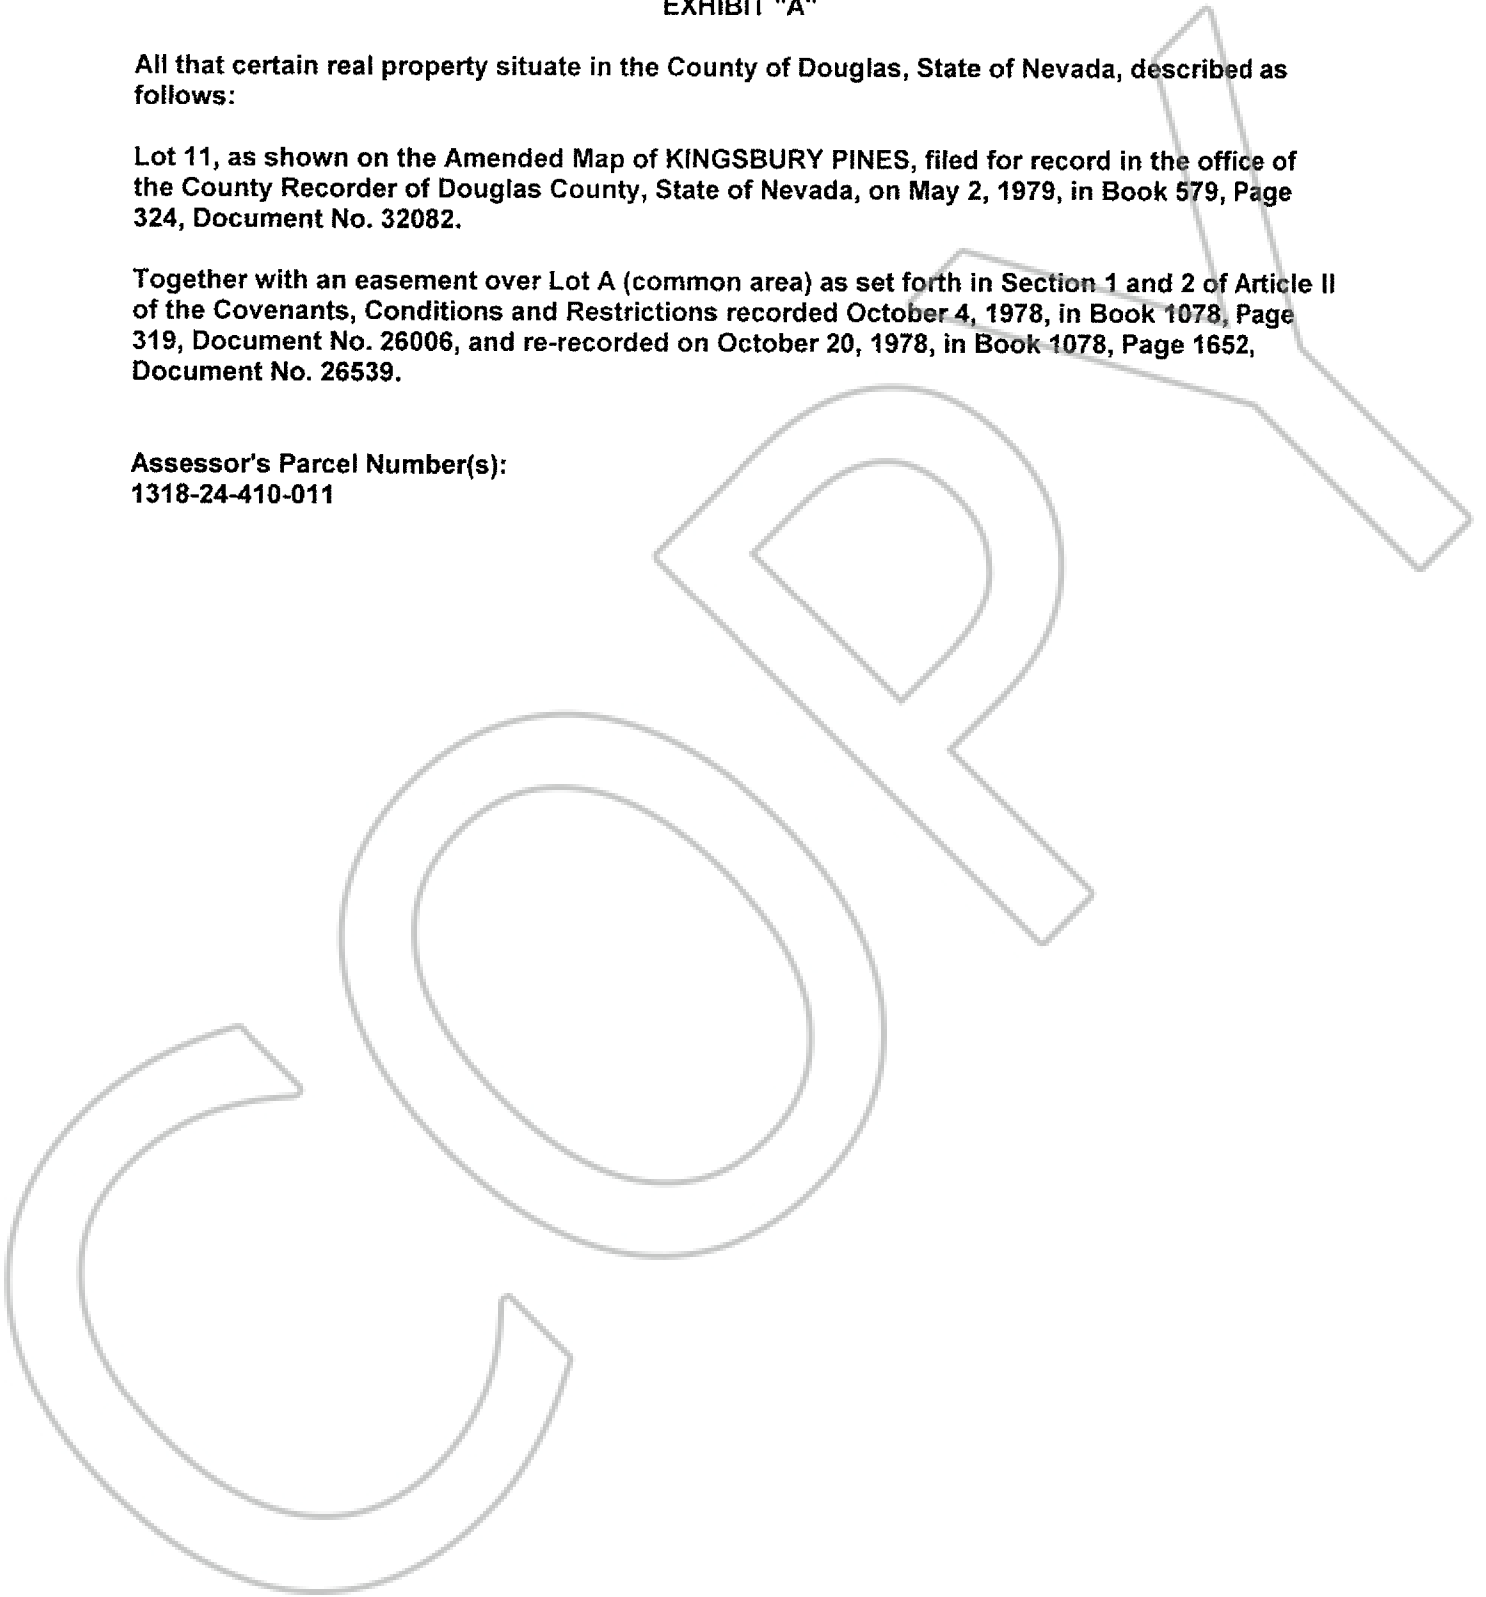 EXHIBIT "A"
All that certain real property situate in the County of Douglas, State of Nevada, described as
follows:
Lot 11, as shown on the Amended Map of KINGSBURY PINES, filed for record in the office of
the County Recorder of Douglas County, State of Nevada, on May 2, 1979, in Book 579, Page
324, Document No. 32082.
Together with an easement over Lot A (common area) as set forth in Section 1 and 2 of Article II
of the Covenants, Conditions and Restrictions recorded October 4, 1978, in Book 1078, Page
319, Document No. 26006, and re-recorded on October 20, 1978, in Book 1078, Page 1652,
Document No. 26539.
Assessor's Parcel Number(s):
1318-24-410-011
COPY